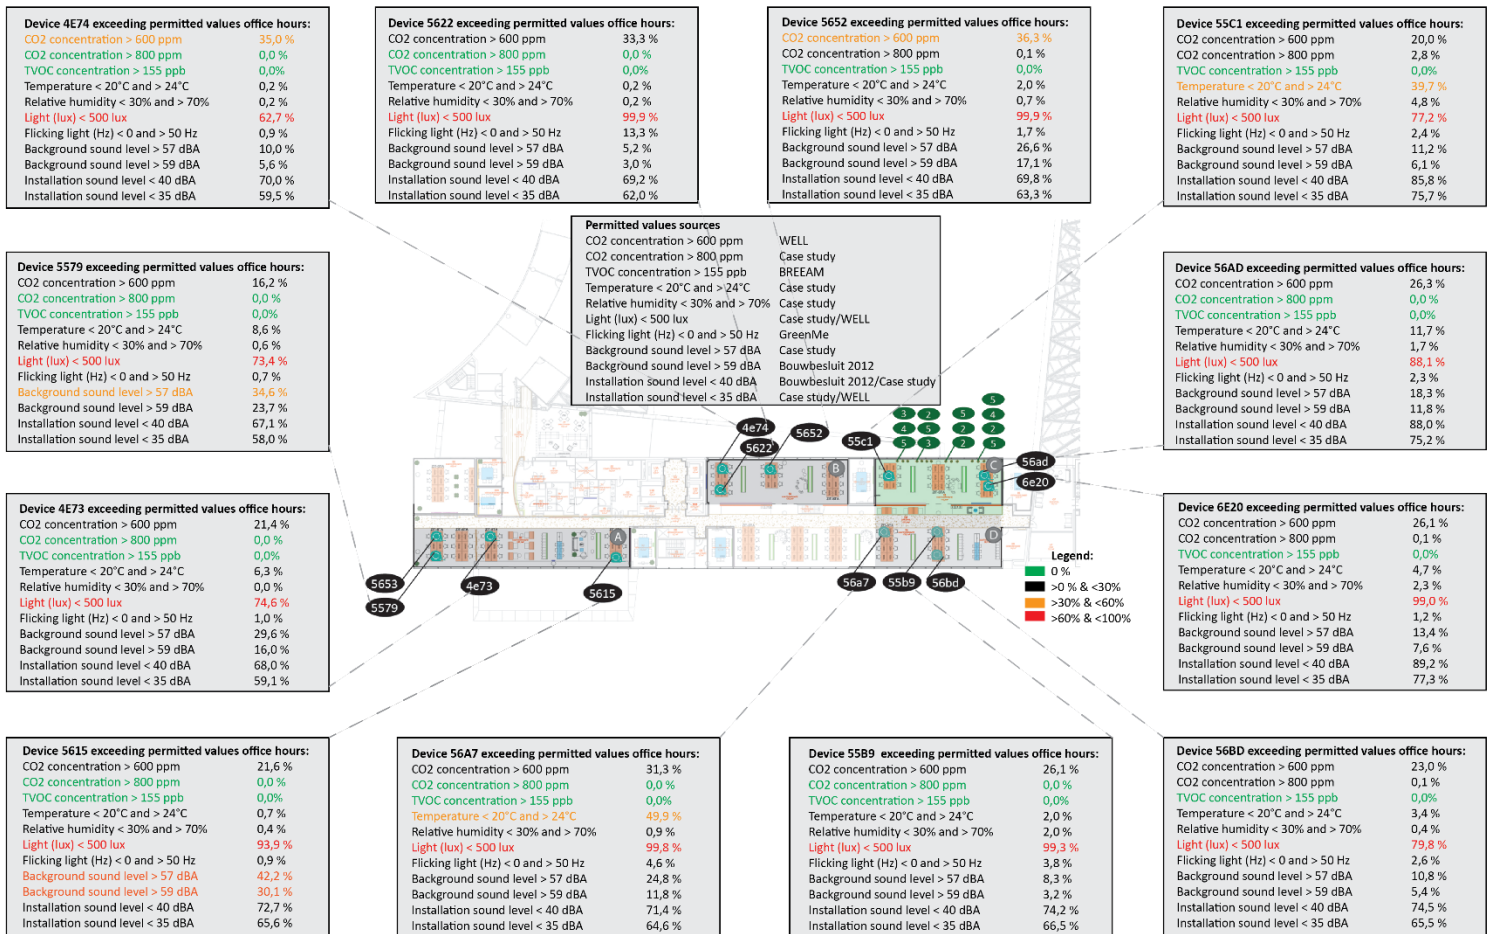 Device 4E74 exceeding permitted values office hours:
CO2 concentration > 600 ppm 35,0 %
CO2 concentration > 800 ppm 0,0 %
TVOC concentration > 155 ppb 0,0%
Temperature < 20°C and > 24°C 0,2 %
Relative humidity < 30% and > 70% 0,2 %
Light (lux) < 500 lux 62,7 %
Flicking light (Hz) < 0 and > 50 Hz 0,9 %
Background sound level > 57 dBA 10,0 %
Background sound level > 59 dBA 5,6 %
Installation sound level < 40 dBA 70,0 %
Installation sound level < 35 dBA 59,5 %
Device 5622 exceeding permitted values office hours:
CO2 concentration > 600 ppm 33,3 %
CO2 concentration > 800 ppm 0,0 %
TVOC concentration > 155 ppb 0,0%
Temperature < 20°C and > 24°C 0,2 %
Relative humidity < 30% and > 70% 0,2 %
Light (lux) < 500 lux 99,9 %
Flicking light (Hz) < 0 and > 50 Hz 13,3 %
Background sound level > 57 dBA 5,2 %
Background sound level > 59 dBA 3,0 %
Installation sound level < 40 dBA 69,2 %
Installation sound level < 35 dBA 62,0 %
Device 5652 exceeding permitted values office hours:
CO2 concentration > 600 ppm 36,3 %
CO2 concentration > 800 ppm 0,1 %
TVOC concentration > 155 ppb 0,0%
Temperature < 20°C and > 24°C 2,0 %
Relative humidity < 30% and > 70% 0,7 %
Light (lux) < 500 lux 99,9 %
Flicking light (Hz) < 0 and > 50 Hz 1,7 %
Background sound level > 57 dBA 26,6 %
Background sound level > 59 dBA 17,1 %
Installation sound level < 40 dBA 69,8 %
Installation sound level < 35 dBA 63,3 %
Device 55C1 exceeding permitted values office hours:
CO2 concentration > 600 ppm 20,0 %
CO2 concentration > 800 ppm 2,8 %
TVOC concentration > 155 ppb 0,0%
Temperature < 20°C and > 24°C 39,7 %
Relative humidity < 30% and > 70% 4,8 %
Light (lux) < 500 lux 77,2 %
Flicking light (Hz) < 0 and > 50 Hz 2,4 %
Background sound level > 57 dBA 11,2 %
Background sound level > 59 dBA 6,1 %
Installation sound level < 40 dBA 85,8 %
Installation sound level < 35 dBA 75,7 %
Permitted values sources
CO2 concentration > 600 ppm WELL
CO2 concentration > 800 ppm Case study
TVOC concentration > 155 ppb BREEAM
Temperature < 20°C and > 24°C Case study
Relative humidity < 30% and > 70% Case study
Light (lux) < 500 lux Case study/WELL
Flicking light (Hz) < 0 and > 50 Hz GreenMe
Background sound level > 57 dBA Case study
Background sound level > 59 dBA Bouwbesluit 2012
Installation sound level < 40 dBA Bouwbesluit 2012/Case study
Installation sound level < 35 dBA Case study/WELL
Device 5579 exceeding permitted values office hours:
CO2 concentration > 600 ppm 16,2 %
CO2 concentration > 800 ppm 0,0 %
TVOC concentration > 155 ppb 0,0%
Temperature < 20°C and > 24°C 8,6 %
Relative humidity < 30% and > 70% 0,6 %
Light (lux) < 500 lux 73,4 %
Flicking light (Hz) < 0 and > 50 Hz 0,7 %
Background sound level > 57 dBA 34,6 %
Background sound level > 59 dBA 23,7 %
Installation sound level < 40 dBA 67,1 %
Installation sound level < 35 dBA 58,0 %
Device 56AD exceeding permitted values office hours:
CO2 concentration > 600 ppm 26,3 %
CO2 concentration > 800 ppm 0,0 %
TVOC concentration > 155 ppb 0,0%
Temperature < 20°C and > 24°C 11,7 %
Relative humidity < 30% and > 70% 1,7 %
Light (lux) < 500 lux 88,1 %
Flicking light (Hz) < 0 and > 50 Hz 2,3 %
Background sound level > 57 dBA 18,3 %
Background sound level > 59 dBA 11,8 %
Installation sound level < 40 dBA 88,0 %
Installation sound level < 35 dBA 75,2 %
5
3 2 5 4
4 5 2 2
5 3 2 5
4e74
5622
5652
55c1
56ad
6e20
B
C
A
D
5653
5579
4e73
5615
56a7
55b9
56bd
Legend:
0 %
>0 % & <30%
>30% & <60%
>60% & <100%
Device 4E73 exceeding permitted values office hours:
CO2 concentration > 600 ppm 21,4 %
CO2 concentration > 800 ppm 0,0 %
TVOC concentration > 155 ppb 0,0%
Temperature < 20°C and > 24°C 6,3 %
Relative humidity < 30% and > 70% 0,0 %
Light (lux) < 500 lux 74,6 %
Flicking light (Hz) < 0 and > 50 Hz 1,0 %
Background sound level > 57 dBA 29,6 %
Background sound level > 59 dBA 16,0 %
Installation sound level < 40 dBA 68,0 %
Installation sound level < 35 dBA 59,1 %
Device 6E20 exceeding permitted values office hours:
CO2 concentration > 600 ppm 26,1 %
CO2 concentration > 800 ppm 0,1 %
TVOC concentration > 155 ppb 0,0%
Temperature < 20°C and > 24°C 4,7 %
Relative humidity < 30% and > 70% 2,3 %
Light (lux) < 500 lux 99,0 %
Flicking light (Hz) < 0 and > 50 Hz 1,2 %
Background sound level > 57 dBA 13,4 %
Background sound level > 59 dBA 7,6 %
Installation sound level < 40 dBA 89,2 %
Installation sound level < 35 dBA 77,3 %
Device 5615 exceeding permitted values office hours:
CO2 concentration > 600 ppm 21,6 %
CO2 concentration > 800 ppm 0,0 %
TVOC concentration > 155 ppb 0,0%
Temperature < 20°C and > 24°C 0,7 %
Relative humidity < 30% and > 70% 0,4 %
Light (lux) < 500 lux 93,9 %
Flicking light (Hz) < 0 and > 50 Hz 0,9 %
Background sound level > 57 dBA 42,2 %
Background sound level > 59 dBA 30,1 %
Installation sound level < 40 dBA 72,7 %
Installation sound level < 35 dBA 65,6 %
Device 56A7 exceeding permitted values office hours:
CO2 concentration > 600 ppm 31,3 %
CO2 concentration > 800 ppm 0,0 %
TVOC concentration > 155 ppb 0,0%
Temperature < 20°C and > 24°C 49,9 %
Relative humidity < 30% and > 70% 0,9 %
Light (lux) < 500 lux 99,8 %
Flicking light (Hz) < 0 and > 50 Hz 4,6 %
Background sound level > 57 dBA 24,8 %
Background sound level > 59 dBA 11,8 %
Installation sound level < 40 dBA 71,4 %
Installation sound level < 35 dBA 64,6 %
Device 55B9 exceeding permitted values office hours:
CO2 concentration > 600 ppm 26,1 %
CO2 concentration > 800 ppm 0,0 %
TVOC concentration > 155 ppb 0,0%
Temperature < 20°C and > 24°C 2,0 %
Relative humidity < 30% and > 70% 2,0 %
Light (lux) < 500 lux 99,3 %
Flicking light (Hz) < 0 and > 50 Hz 3,8 %
Background sound level > 57 dBA 8,3 %
Background sound level > 59 dBA 3,2 %
Installation sound level < 40 dBA 74,2 %
Installation sound level < 35 dBA 66,5 %
Device 56BD exceeding permitted values office hours:
CO2 concentration > 600 ppm 23,0 %
CO2 concentration > 800 ppm 0,1 %
TVOC concentration > 155 ppb 0,0%
Temperature < 20°C and > 24°C 3,4 %
Relative humidity < 30% and > 70% 0,4 %
Light (lux) < 500 lux 79,8 %
Flicking light (Hz) < 0 and > 50 Hz 2,6 %
Background sound level > 57 dBA 10,8 %
Background sound level > 59 dBA 5,4 %
Installation sound level < 40 dBA 74,5 %
Installation sound level < 35 dBA 65,5 %